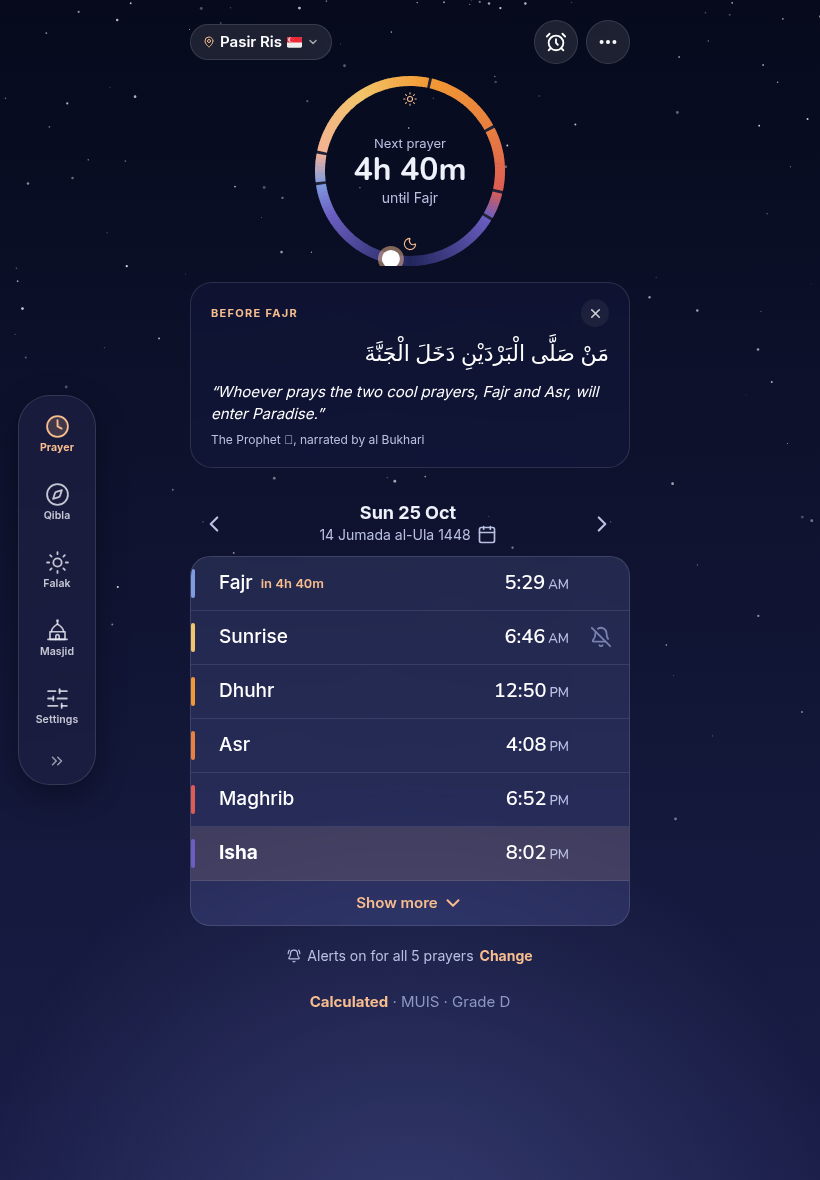 Pasir Ris 🇸🇬
Next prayer
4h 40m
until Fajr
BEFORE FAJR
مَنْ صَلَّى الْبَرْدَيْنِ دَخَلَ الْجَنَّةَ
“Whoever prays the two cool prayers, Fajr and Asr, will
enter Paradise.”
The Prophet , narrated by al Bukhari
Sun 25 Oct
14 Jumada al-Ula 1448
Prayer
Qibla
Falak
Masjid
Settings
Fajr in 4h 40m 5:29 AM
Sunrise 6:46 AM
Dhuhr 12:50 PM
Asr 4:08 PM
Maghrib 6:52 PM
Isha 8:02 PM
Show more
Alerts on for all 5 prayers Change
Calculated · MUIS · Grade D